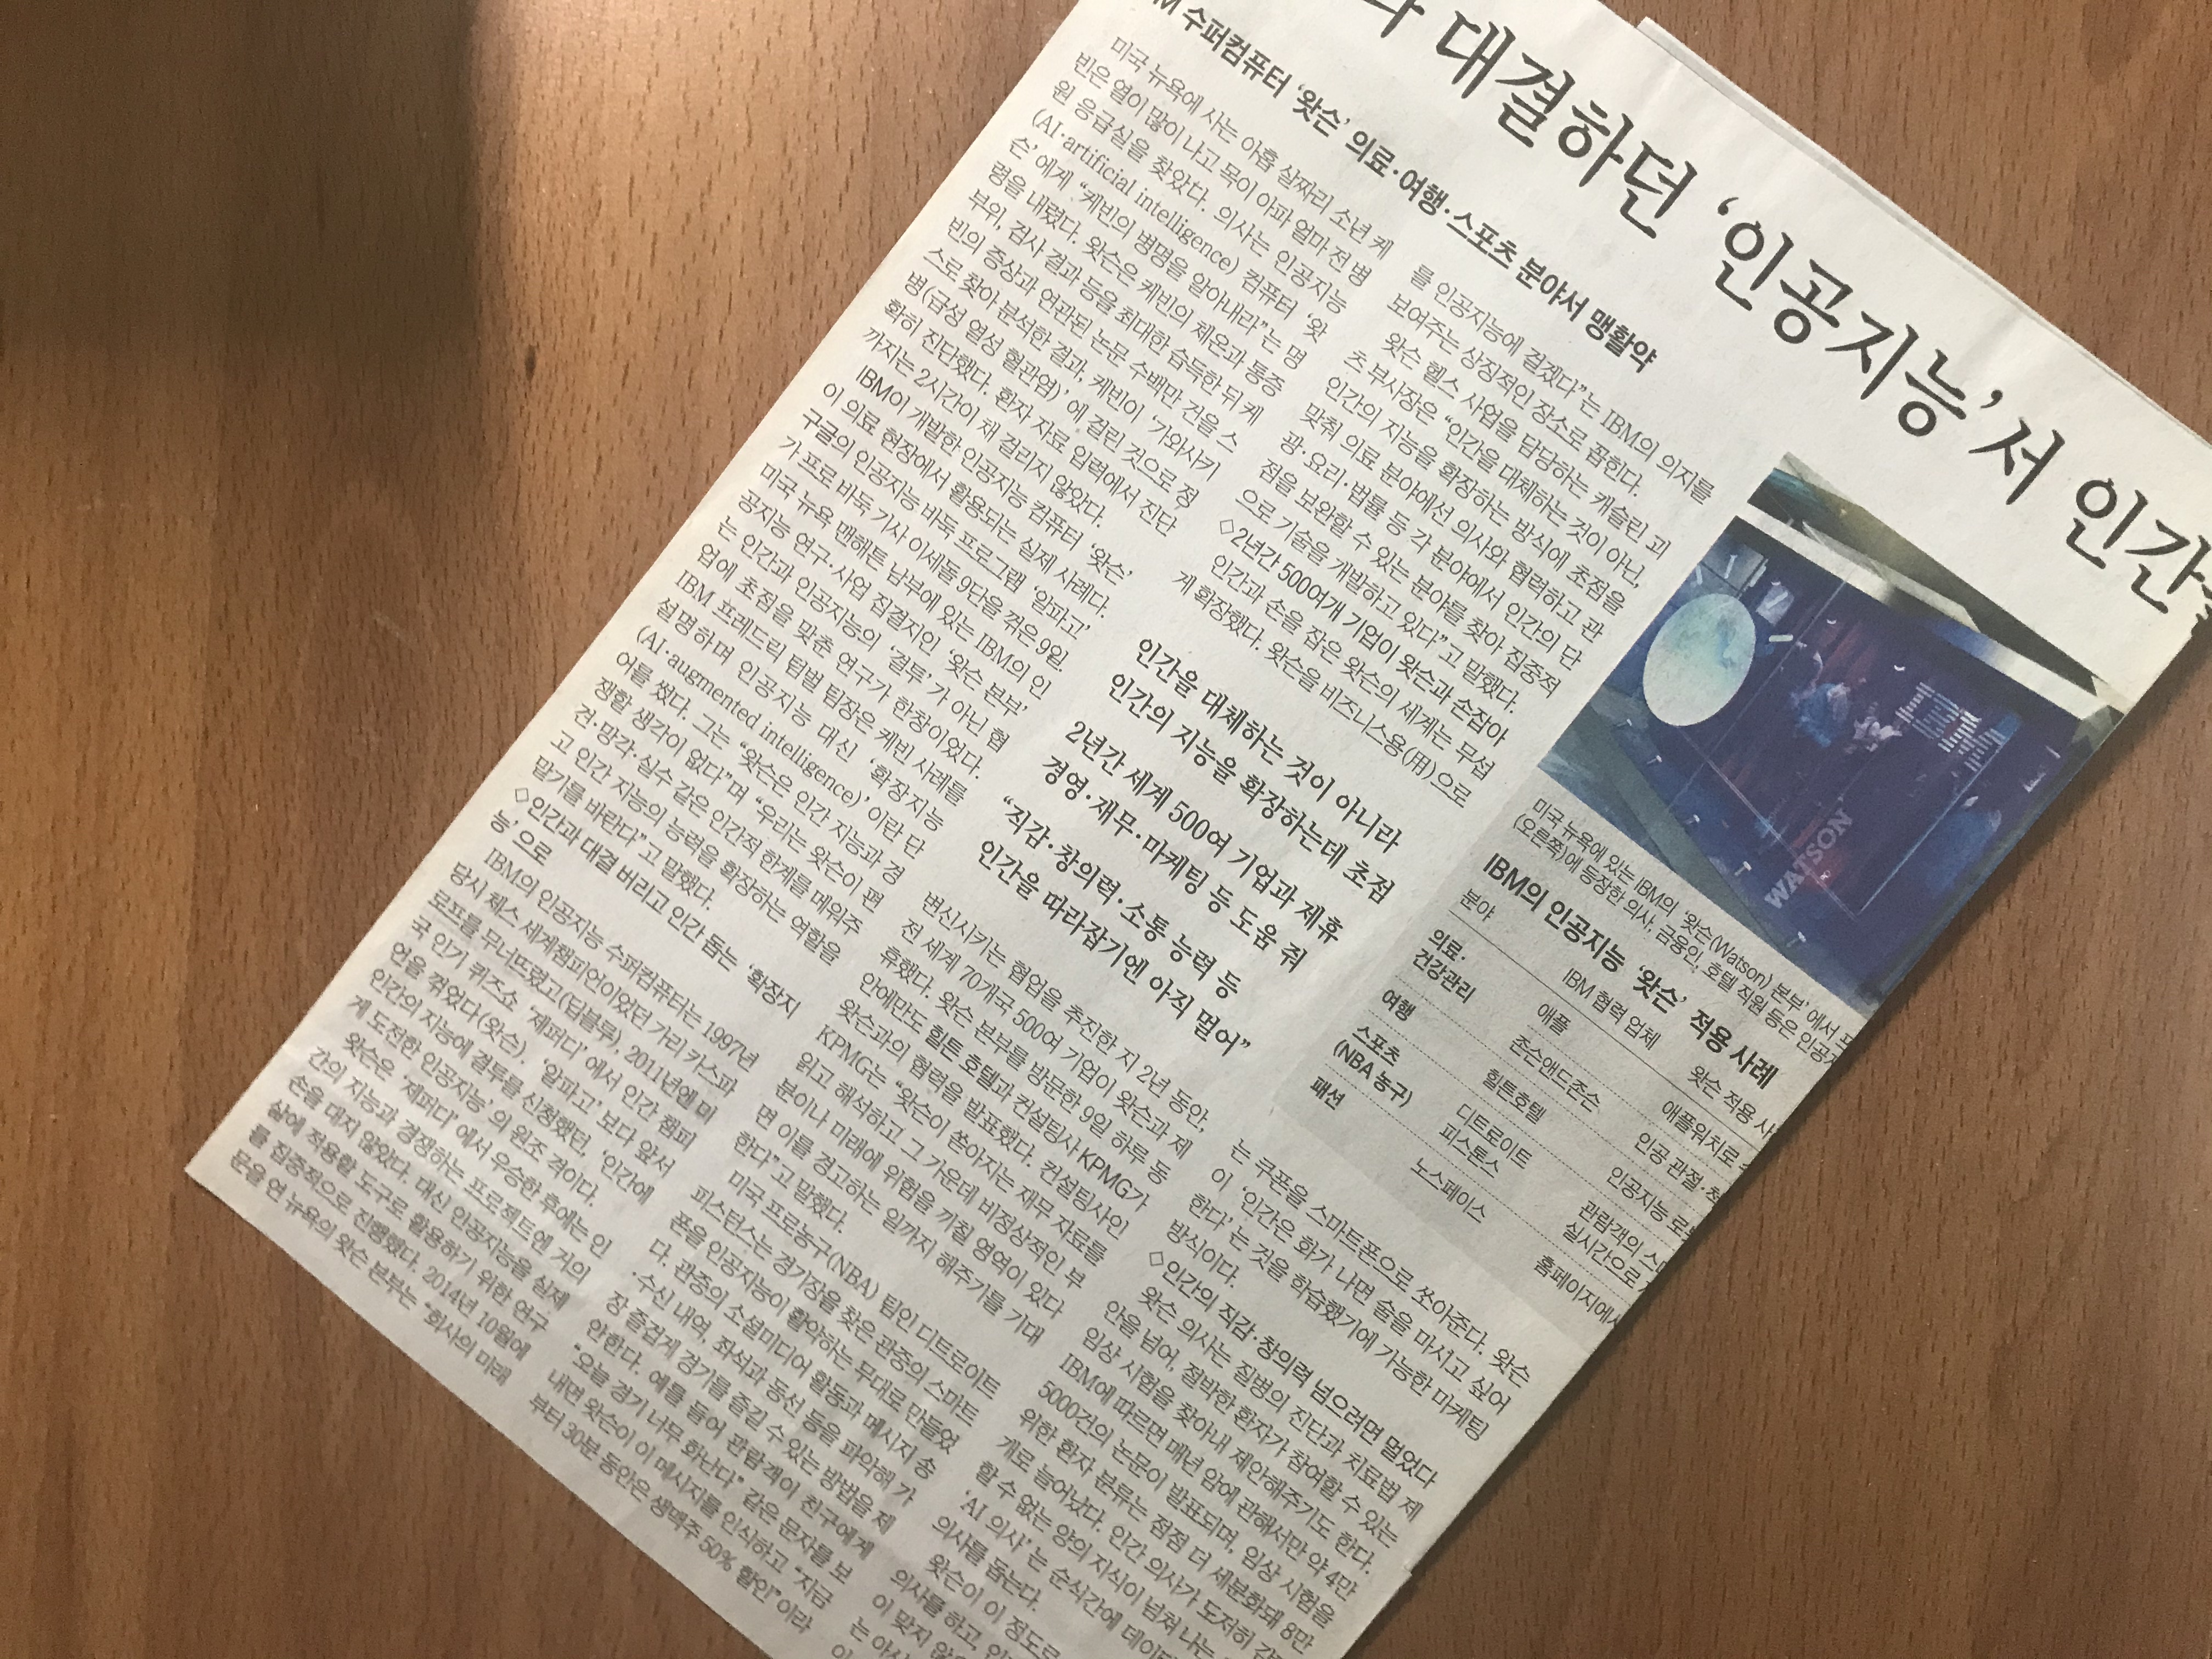 대결하던 ‘인공지능’서 인간
수퍼컴퓨터 ‘왓슨’ 의료·여행·스포츠 분야서 맹활약
미국 뉴욕에 사는 아홉 살짜리 소년 케
빈은 열이 많이 나고 목이 아파 얼마 전 병
원 응급실을 찾았다. 의사는 인공지능
(AI·artificial intelligence) 컴퓨터 ‘왓
슨’에게 “케빈의 병명을 알아내라”는 명
령을 내렸다. 왓슨은 케빈의 체온과 통증
부위, 검사 결과 등을 최대한 습득한 뒤 케
빈의 증상과 연관된 논문 수백만 건을 스
스로 찾아 분석한 결과, 케빈이 ‘가와사키
병(급성 열성 혈관염)’에 걸린 것으로 정
확히 진단했다. 환자 자료 입력에서 진단
까지는 2시간이 채 걸리지 않았다.
IBM이 개발한 인공지능 컴퓨터 ‘왓슨’
이 의료 현장에서 활용되는 실제 사례다.
구글의 인공지능 바둑 프로그램 ‘알파고’
가 프로 바둑 기사 이세돌 9단을 꺾은 9일.
미국 뉴욕 맨해튼 남부에 있는 IBM의 인
공지능 연구·사업 집결지인 ‘왓슨 본부’
는 인간과 인공지능의 ‘결투’가 아닌 협
업에 초점을 맞춘 연구가 한창이었다.
IBM 프레드리 텀벌 팀장은 케빈 사례를
설명하며 인공지능 대신 ‘확장 지능
(AI·augmented intelligence)’이란 단
어를 썼다. 그는 “왓슨은 인간 지능과 경
쟁할 생각이 없다”며 “우리는 왓슨이 편
견·망각·실수 같은 인간적 한계를 메워주
고 인간 지능의 능력을 확장하는 역할을
맡기를 바란다”고 말했다.
◇인간과 대결 버리고 인간 돕는 ‘확장지
능’으로
IBM의 인공지능 수퍼컴퓨터는 1997년
당시 체스 세계챔피언이었던 가리 카스파
로프를 무너뜨렸고(딥블루), 2011년엔 미
국 인기 퀴즈쇼 ‘제퍼디’에서 인간 챔피
언을 꺾었다(왓슨). ‘알파고’보다 앞서
인간의 지능에 결투를 신청했던, ‘인간에
게 도전한 인공지능’의 원조 격이다.
왓슨은 ‘제퍼디’에서 우승한 후에는 인
간의 지능과 경쟁하는 프로젝트엔 거의
손을 대지 않았다. 대신 인공지능을 실제
삶에 적용할 도구로 활용하기 위한 연구
를 집중적으로 진행했다. 2014년 10월에
문을 연 뉴욕의 왓슨 본부는 “회사의 미래
를 인공지능에 걸겠다”는 IBM의 의지를
보여주는 상징적인 장소로 꼽힌다.
왓슨 헬스 사업을 담당하는 캐슬린 괴
츠 부사장은 “인간을 대체하는 것이 아닌,
인간의 지능을 확장하는 방식에 초점을
맞춰 의료 분야에선 의사와 협력하고 관
광·요리·법률 등 각 분야에서 인간의 단
점을 보완할 수 있는 분야를 찾아 집중적
으로 기술을 개발하고 있다”고 말했다.
◇2년간 500여개 기업이 왓슨과 손잡아
인간과 손을 잡은 왓슨의 세계는 무섭
게 확장했다. 왓슨을 비즈니스용(用)으로
인간을 대체하는 것이 아니라
인간의 지능을 확장하는데 초점
2년간 세계 500여 기업과 제휴
경영·재무·마케팅 등 도움 줘
“직감·창의력·소통 능력 등
인간을 따라잡기엔 아직 멀어”
변신시키는 협업을 추진한 지 2년 동안,
전 세계 70개국 500여 기업이 왓슨과 제
휴했다. 왓슨 본부를 방문한 9일 하루 동
안에만도 힐튼 호텔과 컨설팅사 KPMG가
왓슨과의 협력을 발표했다. 컨설팅사인
KPMG는 “왓슨이 쏟아지는 재무 자료를
읽고 해석하고 그 가운데 비정상적인 부
분이나 미래에 위험을 끼칠 영역이 있다
면 이를 경고하는 일까지 해주기를 기대
한다”고 말했다.
미국 프로농구(NBA) 팀인 디트로이트
피스턴스는 경기장을 찾은 관중의 스마트
폰을 인공지능이 활약하는 무대로 만들었
다. 관중의 소셜미디어 활동과 메시지 송
·수신 내역, 좌석과 동선 등을 파악해 가
장 즐겁게 경기를 즐길 수 있는 방법을 제
안한다. 예를 들어 관람객이 친구에게
“오늘 경기 너무 화난다” 같은 문자를 보
내면 왓슨이 이 메시지를 인식하고 “지금
부터 30분 동안은 생맥주 50% 할인”이라
미국 뉴욕에 있는 IBM의 ‘왓슨(Watson) 본부’에서
(오른쪽)에 등장한 의사, 금융인, 호텔 직원 등은
IBM의 인공지능 ‘왓슨’ 적용 사례
분야 IBM 협력 업체 왓슨 적용
의료·건강관리 애플 애플워치로
존슨앤드존슨 인공 관절·
여행 힐튼호텔 인공지능
스포츠(NBA 농구) 디트로이트 피스톤스 관람객의
실시간으로
패션 노스페이스 홈페이지에서
는 쿠폰을 스마트폰으로 쏘아준다. 왓슨
이 ‘인간은 화가 나면 술을 마시고 싶어
한다’는 것을 학습했기에 가능한 마케팅
방식이다.
◇인간의 직감·창의력 넘으려면 멀었다
왓슨 의사는 질병의 진단과 치료법 제
안을 넘어, 절박한 환자가 참여할 수 있는
임상 시험을 찾아내 제안해주기도 한다.
IBM에 따르면 매년 암에 관해서만 약 4만
5000건의 논문이 발표되며, 임상 시험을
위한 환자 분류는 점점 더 세분화돼 8만
개로 늘어났다. 인간 의사가 도저히
할 수 없는 양의 지식이 넘쳐 나는
‘AI 의사’는 순식간에
의사를 돕는다.
왓슨이 이 정도로
의사를 하고,
이 맞지
는
WATSON
IBM